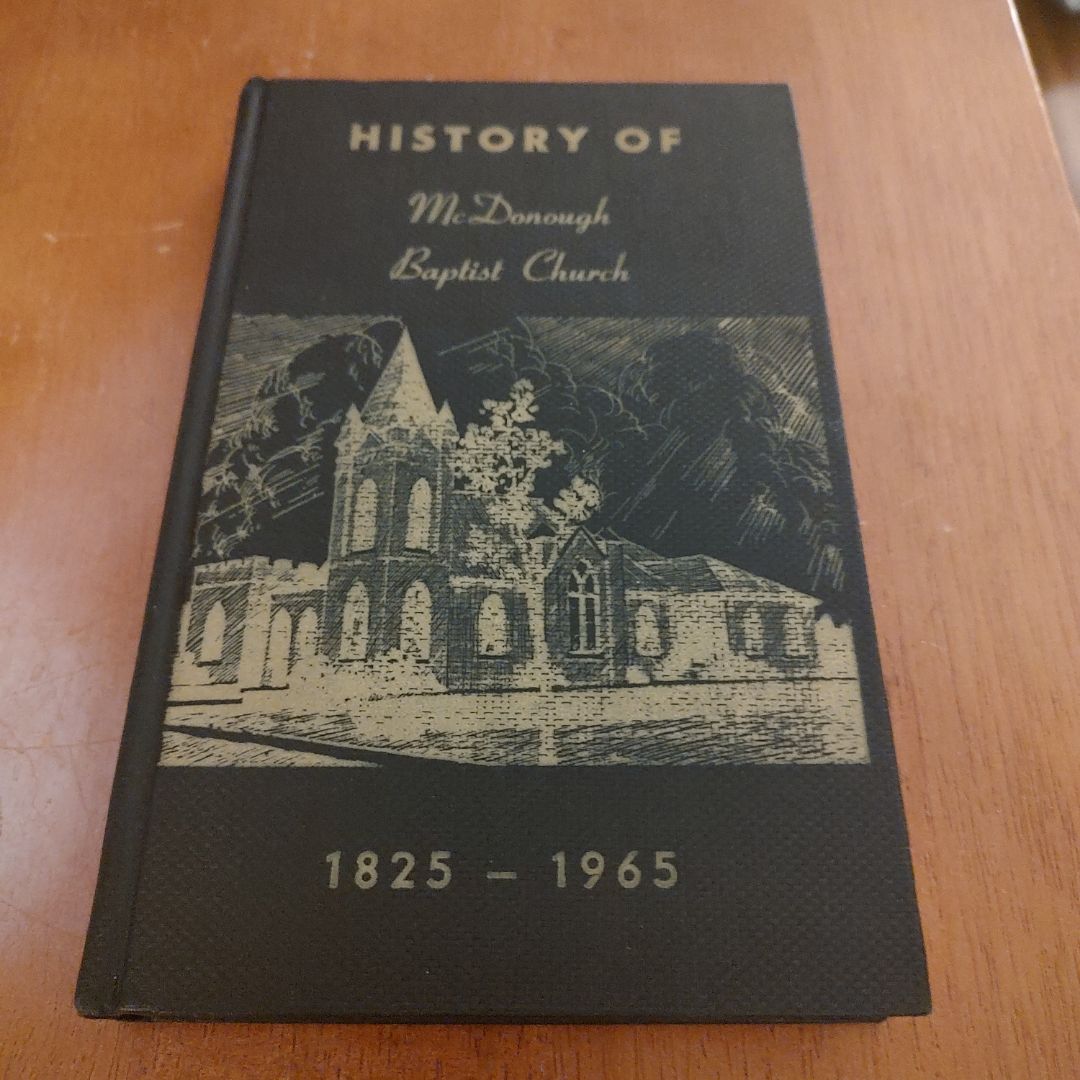 HISTORY OF
McDonough
Baptist Church
1825 – 1965